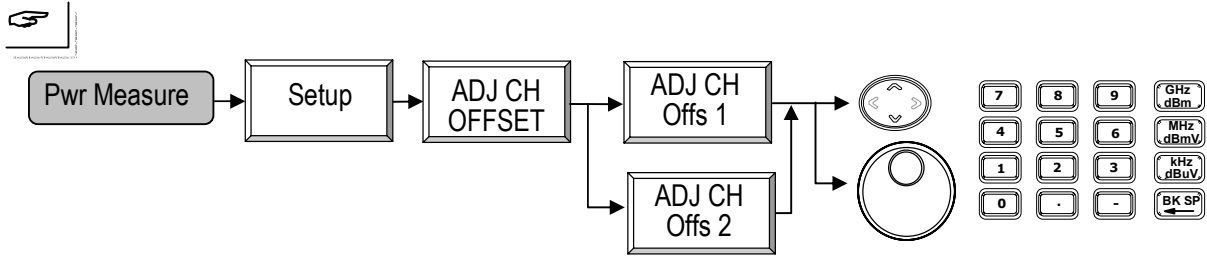 Pwr Measure
Setup
ADJ CH
OFFSET
ADJ CH
Offs 1
ADJ CH
Offs 2
7 8 9 GHz
dBm
4 5 6 MHz
dBmV
1 2 3 kHz
dBuV
0 . - BK SP